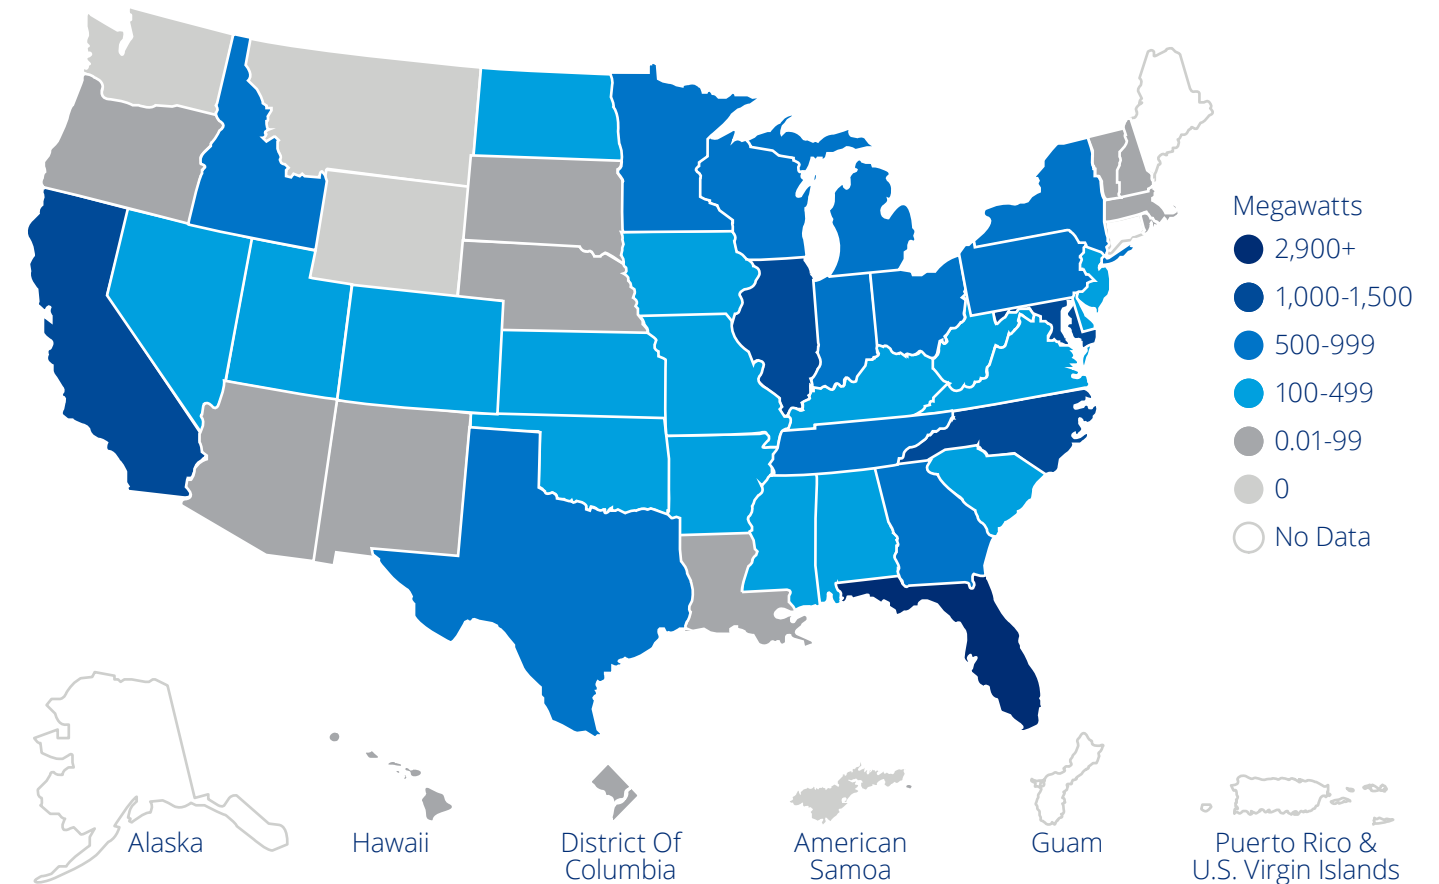 Megawatts
2,900+
1,000-1,500
500-999
100-499
0.01-99
0
No Data
Alaska
Hawaii
District Of
Columbia
American
Samoa
Guam
Puerto Rico &
U.S. Virgin Islands